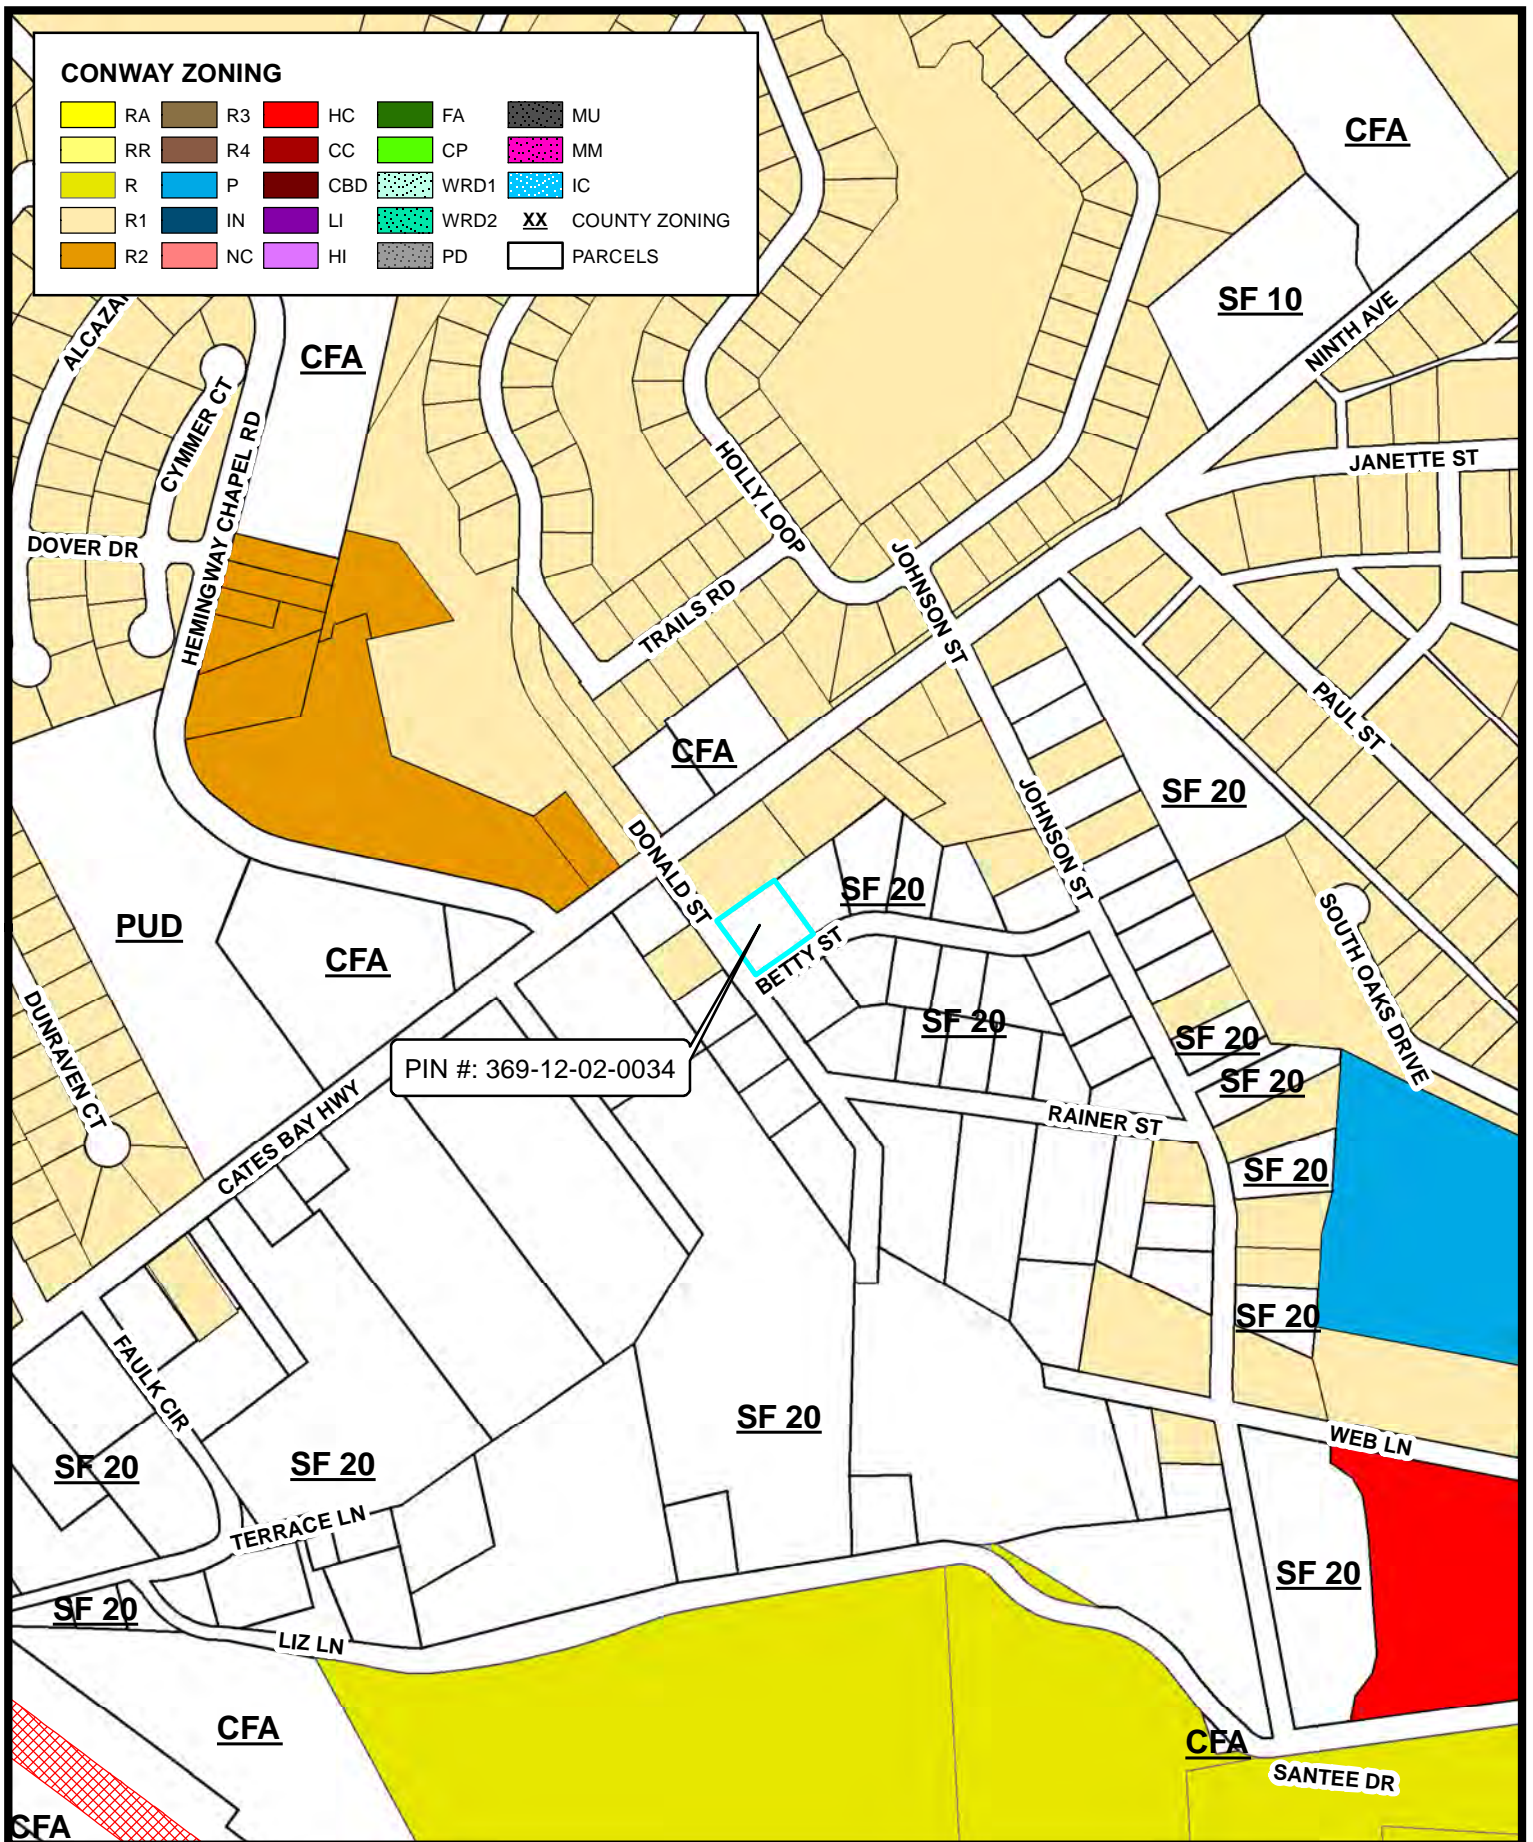 CONWAY ZONING
RA R3 HC FA MU
RR R4 CC CP MM
R P CBD WRD1 IC
R1 IN LI WRD2 XX COUNTY ZONING
R2 NC HI PD PARCELS
CFA
SF 10
NINTH AVE
CFA
CYMMER CT
HEMINGWAY CHAPEL RD
DOVER DR
HOLLY LOOP
JANETTE ST
TRAILS RD
JOHNSON ST
PAUL ST
CFA
SF 20
JOHNSON ST
DONALD ST
SF 20
PUD
CFA
BETTY ST
SOUTH OAKS DRIVE
DUNRAVEN CT
SF 20
SF 20
SF 20
PIN #: 369-12-02-0034
CATES BAY HWY
RAINER ST
SF 20
SF 20
FAULK CIR
SF 20
WEB LN
SF 20
SF 20
TERRACE LN
SF 20
SF 20
LIZ LN
CFA
CFA
SANTEE DR
CFA